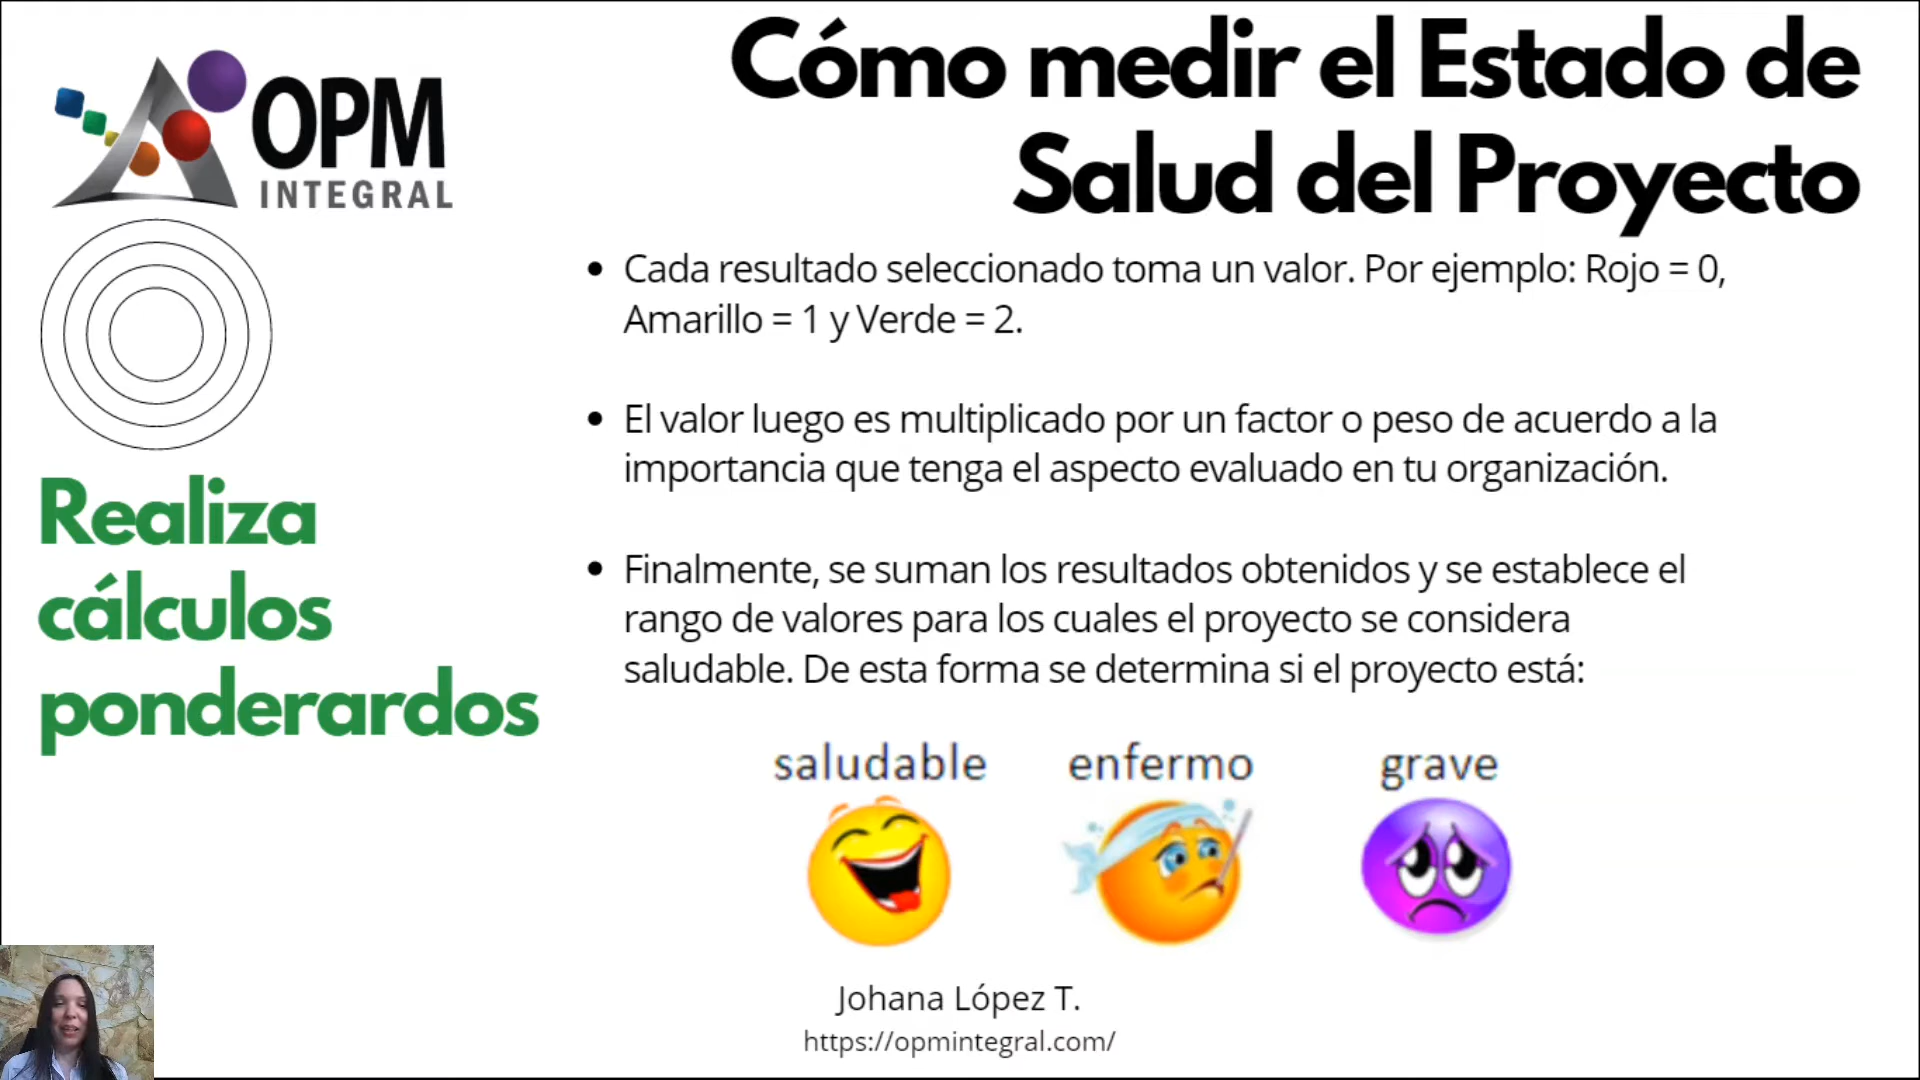 OPM
INTEGRAL
Cómo medir el Estado de
Salud del Proyecto
Realiza
cálculos
ponderardos
• Cada resultado seleccionado toma un valor. Por ejemplo: Rojo = 0,
Amarillo = 1 y Verde = 2.
• El valor luego es multiplicado por un factor o peso de acuerdo a la
importancia que tenga el aspecto evaluado en tu organización.
• Finalmente, se suman los resultados obtenidos y se establece el
rango de valores para los cuales el proyecto se considera
saludable. De esta forma se determina si el proyecto está:
saludable enfermo grave
Johana López T.
https://opmintegral.com/